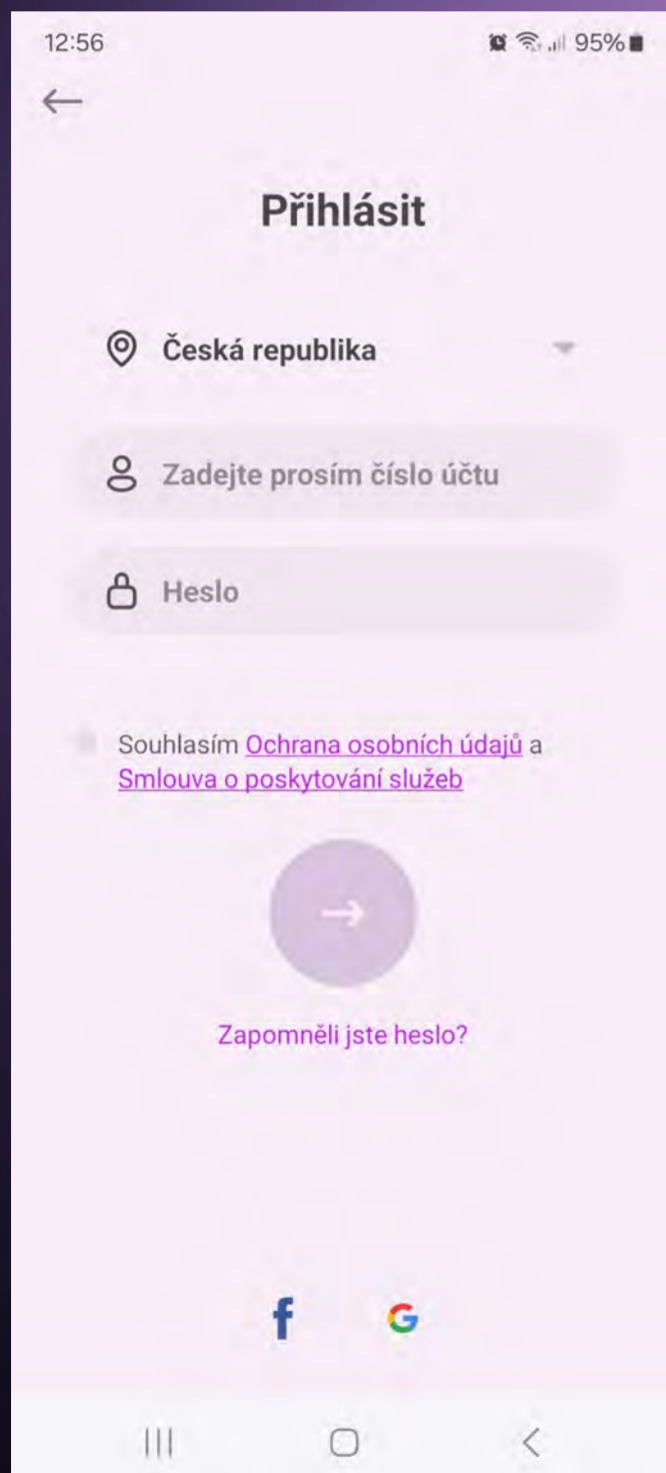 12:56
95%
Přihlásit
Česká republika
Zadejte prosím číslo účtu
Heslo
Souhlasím Ochrana osobních údajů a
Smlouva o poskytování služeb
Zapomněli jste heslo?